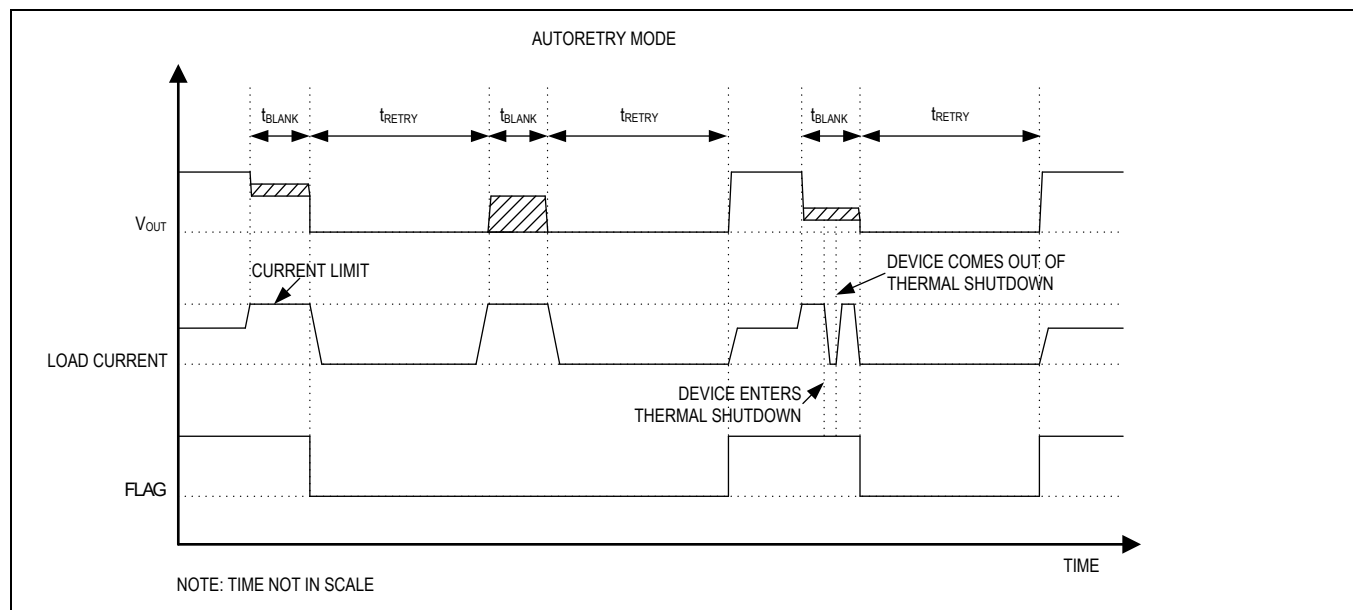 AUTORETRY MODE
tBLANK
tRETRY
tBLANK
tRETRY
tBLANK
tRETRY
VOUT
CURRENT LIMIT
DEVICE COMES OUT OF
THERMAL SHUTDOWN
LOAD CURRENT
DEVICE ENTERS
THERMAL SHUTDOWN
FLAG
TIME
NOTE: TIME NOT IN SCALE